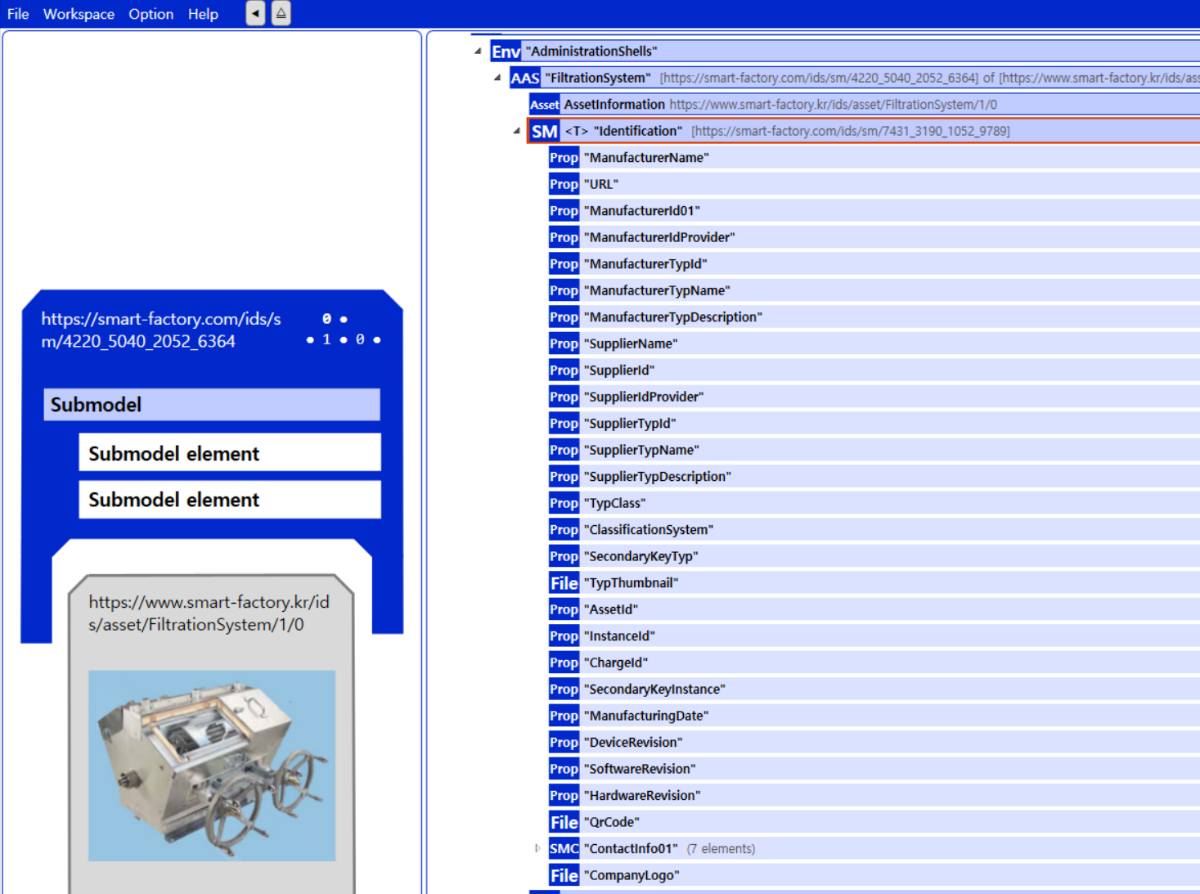 File Workspace Option Help
https://smart-factory.com/ids/s
m/4220_5040_2052_6364
0
1 0
Submodel
Submodel element
Submodel element
https://www.smart-factory.kr/id
s/asset/FiltrationSystem/1/0
Env "AdministrationShells"
AAS "FiltrationSystem" [https://smart-factory.com/ids/sm/4220_5040_2052_6364] of [https://www.smart-factory.kr/ids/ass
Asset AssetInformation https://www.smart-factory.kr/ids/asset/FiltrationSystem/1/0
SM <T> "Identification" [https://smart-factory.com/ids/sm/7431_3190_1052_9789]
Prop "ManufacturerName"
Prop "URL"
Prop "ManufacturerId01"
Prop "ManufacturerIdProvider"
Prop "ManufacturerTypId"
Prop "ManufacturerTypName"
Prop "ManufacturerTypDescription"
Prop "SupplierName"
Prop "SupplierId"
Prop "SupplierIdProvider"
Prop "SupplierTypId"
Prop "SupplierTypName"
Prop "SupplierTypDescription"
Prop "TypClass"
Prop "ClassificationSystem"
Prop "SecondaryKeyTyp"
File "TypThumbnail"
Prop "AssetId"
Prop "InstanceId"
Prop "ChargeId"
Prop "SecondaryKeyInstance"
Prop "ManufacturingDate"
Prop "DeviceRevision"
Prop "SoftwareRevision"
Prop "HardwareRevision"
File "QrCode"
SMC "ContactInfo01" (7 elements)
File "CompanyLogo"